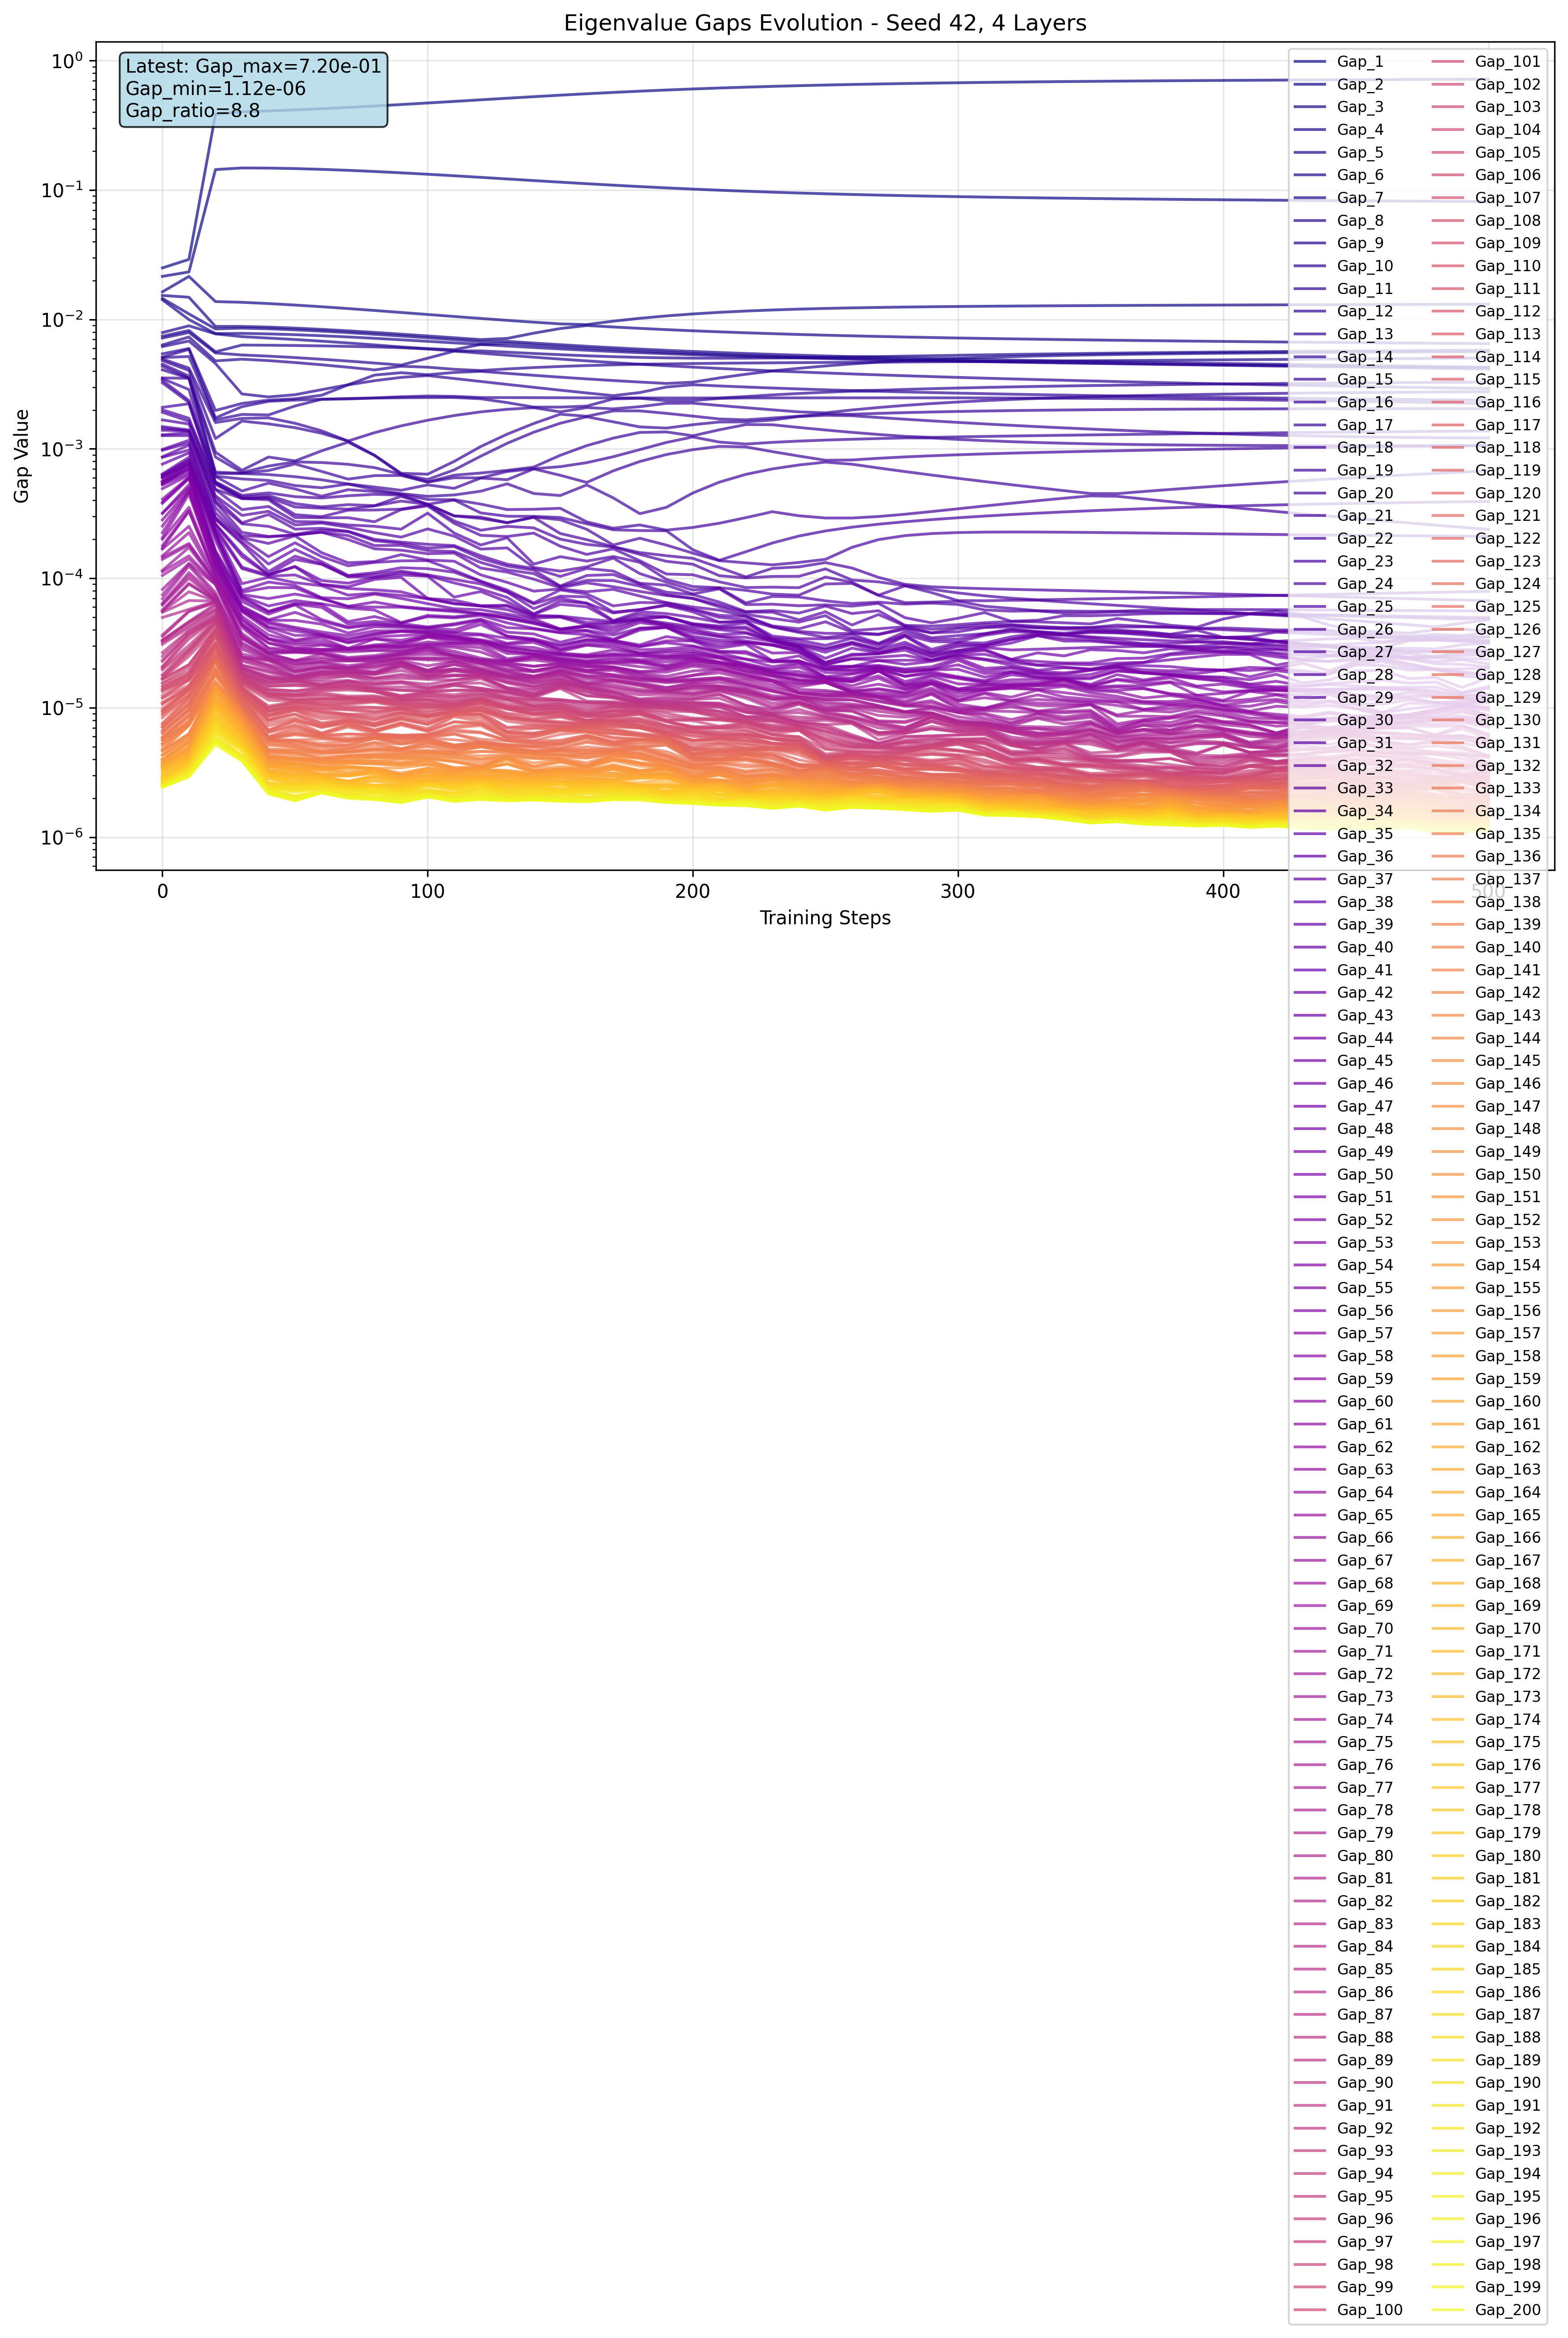 Eigenvalue Gaps Evolution - Seed 42, 4 Layers
Latest: Gap_max=7.20e-01
Gap_min=1.12e-06
Gap_ratio=8.8
Gap Value
10⁰
10⁻¹
10⁻²
10⁻³
10⁻⁴
10⁻⁵
10⁻⁶
0
100
200
300
400
500
Training Steps
Gap_1
Gap_2
Gap_3
Gap_4
Gap_5
Gap_6
Gap_7
Gap_8
Gap_9
Gap_10
Gap_11
Gap_12
Gap_13
Gap_14
Gap_15
Gap_16
Gap_17
Gap_18
Gap_19
Gap_20
Gap_21
Gap_22
Gap_23
Gap_24
Gap_25
Gap_26
Gap_27
Gap_28
Gap_29
Gap_30
Gap_31
Gap_32
Gap_33
Gap_34
Gap_35
Gap_36
Gap_37
Gap_38
Gap_39
Gap_40
Gap_41
Gap_42
Gap_43
Gap_44
Gap_45
Gap_46
Gap_47
Gap_48
Gap_49
Gap_50
Gap_51
Gap_52
Gap_53
Gap_54
Gap_55
Gap_56
Gap_57
Gap_58
Gap_59
Gap_60
Gap_61
Gap_62
Gap_63
Gap_64
Gap_65
Gap_66
Gap_67
Gap_68
Gap_69
Gap_70
Gap_71
Gap_72
Gap_73
Gap_74
Gap_75
Gap_76
Gap_77
Gap_78
Gap_79
Gap_80
Gap_81
Gap_82
Gap_83
Gap_84
Gap_85
Gap_86
Gap_87
Gap_88
Gap_89
Gap_90
Gap_91
Gap_92
Gap_93
Gap_94
Gap_95
Gap_96
Gap_97
Gap_98
Gap_99
Gap_100
Gap_101
Gap_102
Gap_103
Gap_104
Gap_105
Gap_106
Gap_107
Gap_108
Gap_109
Gap_110
Gap_111
Gap_112
Gap_113
Gap_114
Gap_115
Gap_116
Gap_117
Gap_118
Gap_119
Gap_120
Gap_121
Gap_122
Gap_123
Gap_124
Gap_125
Gap_126
Gap_127
Gap_128
Gap_129
Gap_130
Gap_131
Gap_132
Gap_133
Gap_134
Gap_135
Gap_136
Gap_137
Gap_138
Gap_139
Gap_140
Gap_141
Gap_142
Gap_143
Gap_144
Gap_145
Gap_146
Gap_147
Gap_148
Gap_149
Gap_150
Gap_151
Gap_152
Gap_153
Gap_154
Gap_155
Gap_156
Gap_157
Gap_158
Gap_159
Gap_160
Gap_161
Gap_162
Gap_163
Gap_164
Gap_165
Gap_166
Gap_167
Gap_168
Gap_169
Gap_170
Gap_171
Gap_172
Gap_173
Gap_174
Gap_175
Gap_176
Gap_177
Gap_178
Gap_179
Gap_180
Gap_181
Gap_182
Gap_183
Gap_184
Gap_185
Gap_186
Gap_187
Gap_188
Gap_189
Gap_190
Gap_191
Gap_192
Gap_193
Gap_194
Gap_195
Gap_196
Gap_197
Gap_198
Gap_199
Gap_200